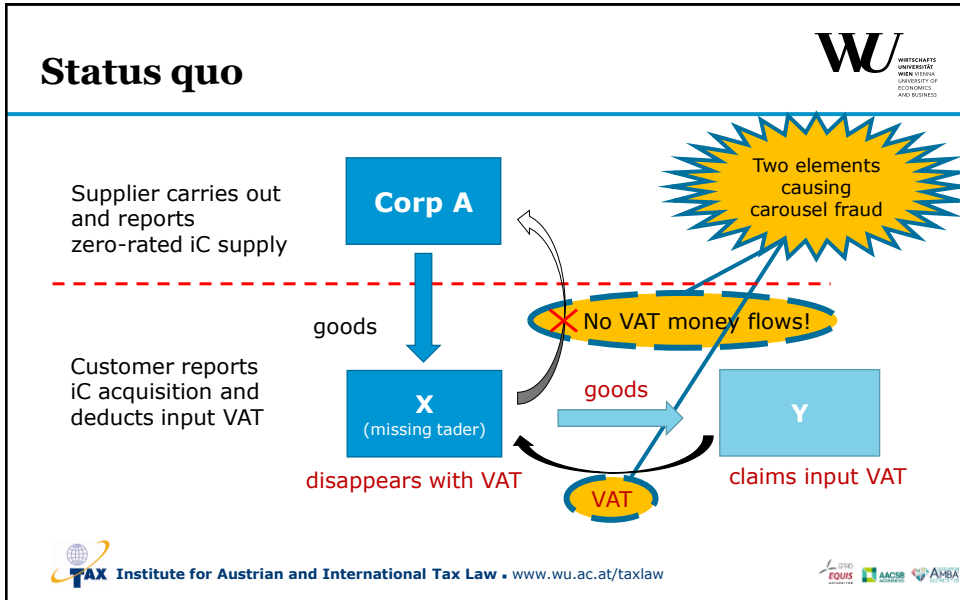 Status quo
WU
WIRTSCHAFTS
UNIVERSITÄT
WIEN VIENNA
UNIVERSITY OF
ECONOMICS
AND BUSINESS
Two elements
causing
carousel fraud
Supplier carries out
and reports
zero-rated iC supply
Corp A
goods
No VAT money flows!
Customer reports
iC acquisition and
deducts input VAT
X
(missing tader)
goods
Y
disappears with VAT
VAT
claims input VAT
TAX Institute for Austrian and International Tax Law ▪ www.wu.ac.at/taxlaw
EQUIS
AACSB
AMBA